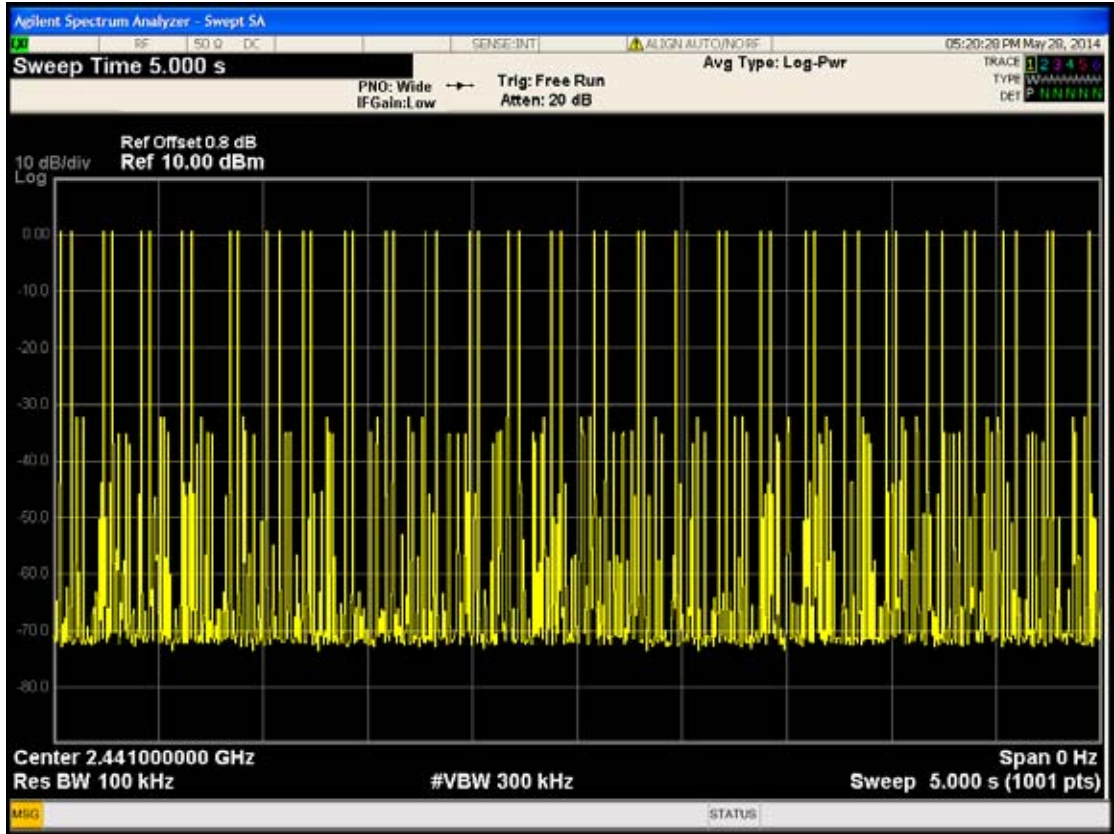 Agilent Spectrum Analyzer - Swept SA
LXI RF 50 Ω DC SENSE:INT ALIGN AUTO/NO RF 05:20:28 PM May 28, 2014
Sweep Time 5.000 s Avg Type: Log-Pwr TRACE 1 2 3 4 5 6
PNO: Wide Trig: Free Run TYPE
IFGain:Low Atten: 20 dB DET P N N N N N
Ref Offset 0.8 dB
10 dB/div Ref 10.00 dBm
Log
0.00
-10.0
-20.0
-30.0
-40.0
-50.0
-60.0
-70.0
-80.0
Center 2.441000000 GHz Span 0 Hz
Res BW 100 kHz #VBW 300 kHz Sweep 5.000 s (1001 pts)
MSG STATUS